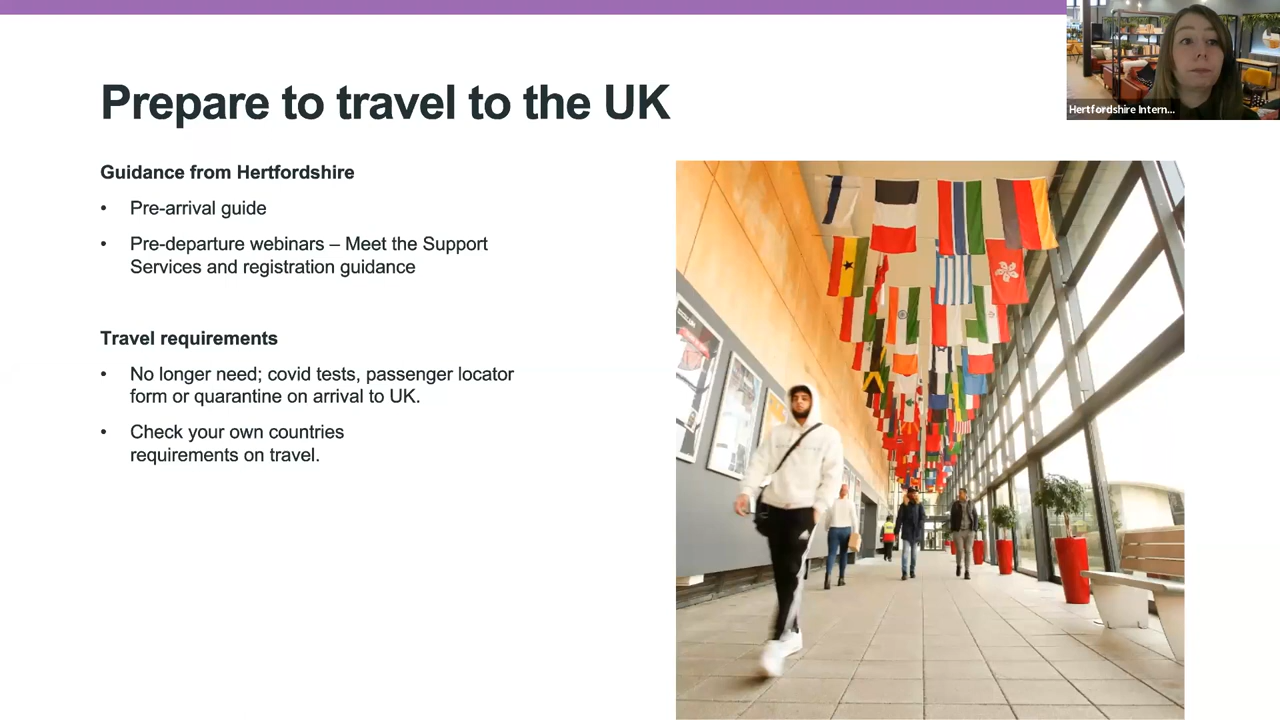 Prepare to travel to the UK
Hertfordshire Intern...
Guidance from Hertfordshire
• Pre-arrival guide
• Pre-departure webinars – Meet the Support
Services and registration guidance
Travel requirements
• No longer need; covid tests, passenger locator
form or quarantine on arrival to UK.
• Check your own countries
requirements on travel.